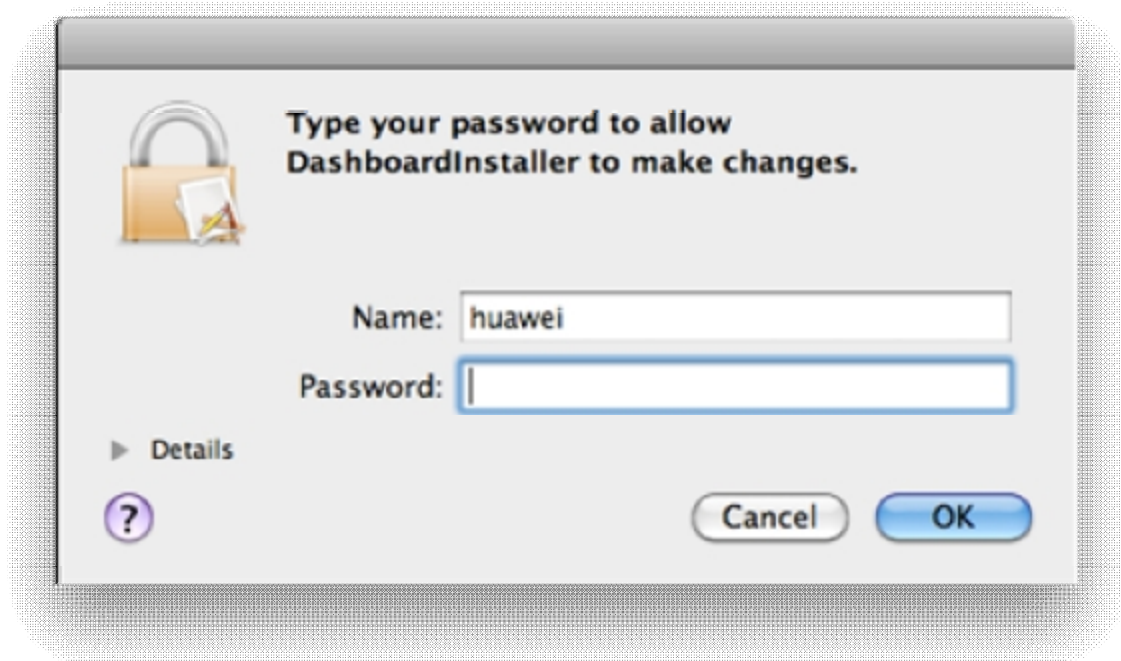 Type your password to allow
DashboardInstaller to make changes.
Name: huawei
Password:
Details
?
Cancel
OK